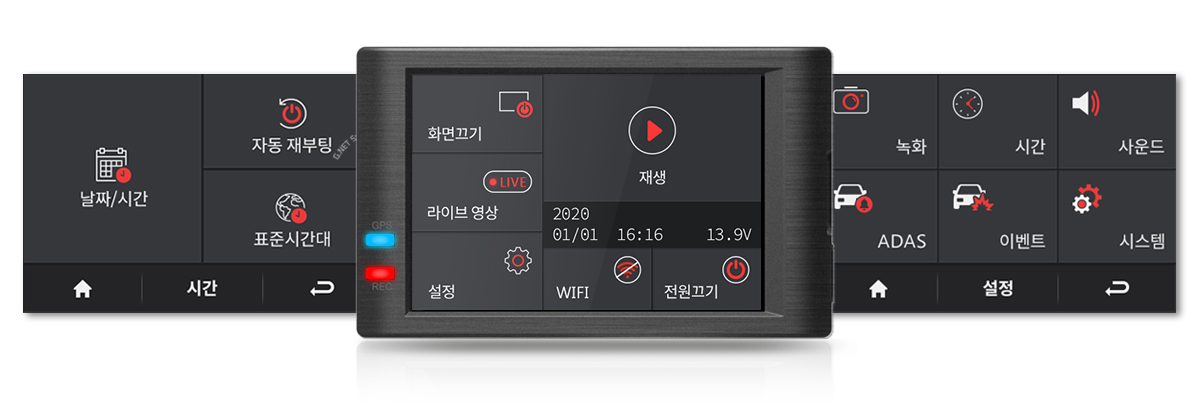 날짜/시간
자동 재부팅
표준시간대
시간
G.NET S
GPS
REC
화면끄기
LIVE
라이브 영상
설정
재생
2020
01/01 16:16 13.9V
WIFI
전원끄기
녹화
시간
사운드
ADAS
이벤트
시스템
설정